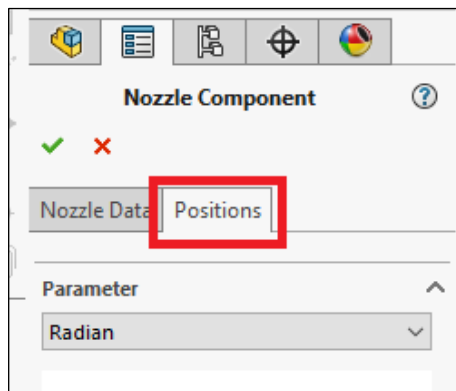 Nozzle Component
Nozzle Data Positions
Parameter
Radian